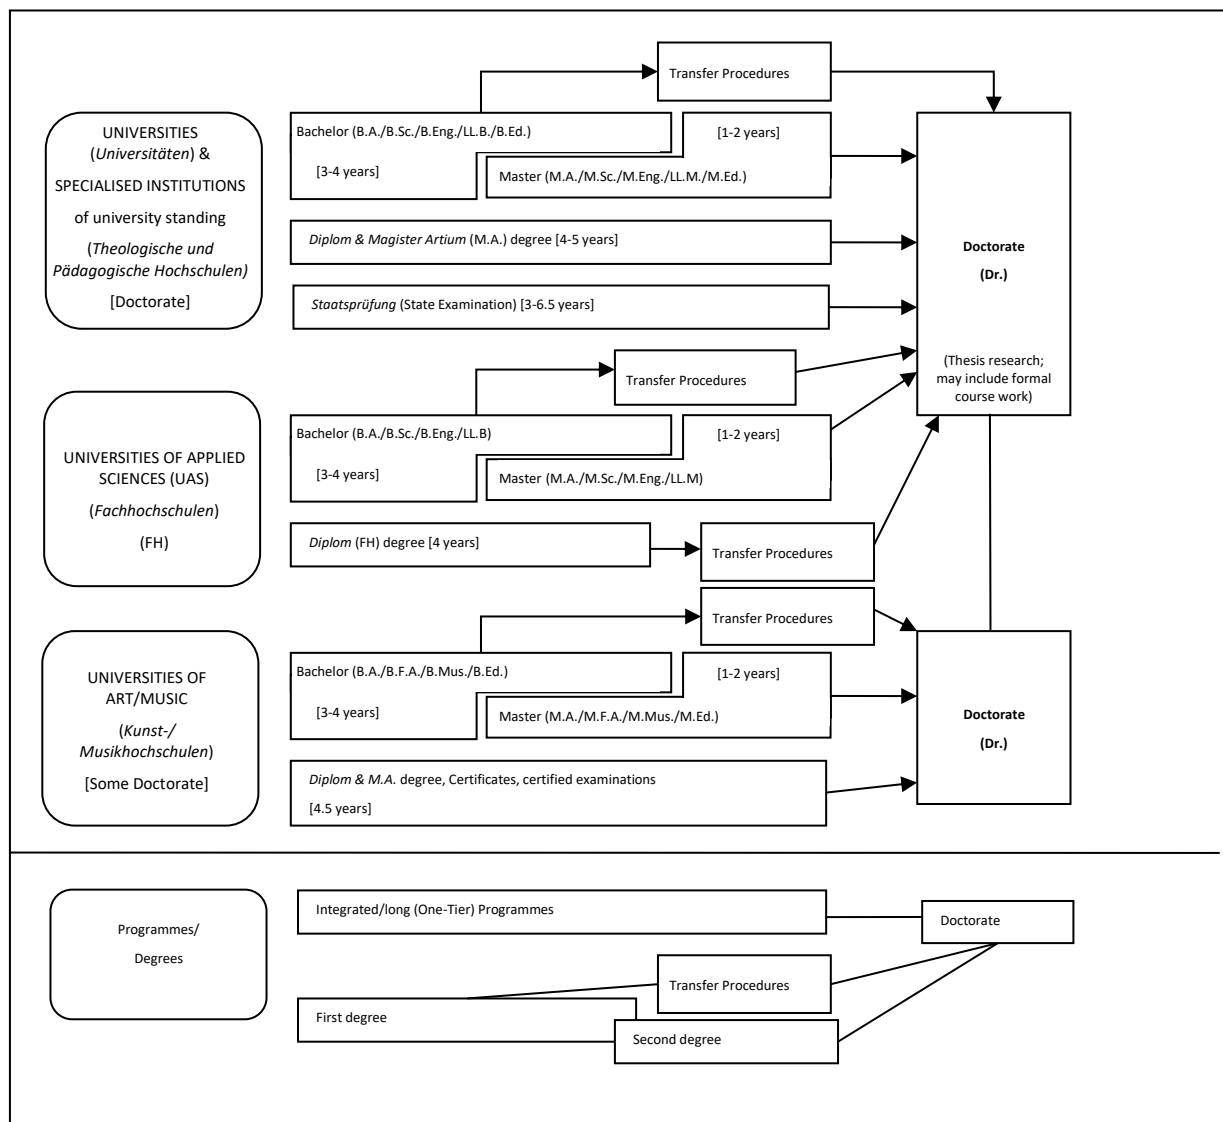 Transfer Procedures
UNIVERSITIES
(Universitäten) &
SPECIALISED INSTITUTIONS
of university standing
(Theologische und
Pädagogische Hochschulen)
[Doctorate]
Bachelor (B.A./B.Sc./B.Eng./LL.B./B.Ed.)
[1-2 years]
[3-4 years]
Master (M.A./M.Sc./M.Eng./LL.M./M.Ed.)
Diplom & Magister Artium (M.A.) degree [4-5 years]
Staatsprüfung (State Examination) [3-6.5 years]
Doctorate
(Dr.)
(Thesis research;
may include formal
course work)
Transfer Procedures
UNIVERSITIES OF APPLIED
SCIENCES (UAS)
(Fachhochschulen)
(FH)
Bachelor (B.A./B.Sc./B.Eng./LL.B)
[1-2 years]
[3-4 years]
Master (M.A./M.Sc./M.Eng./LL.M)
Diplom (FH) degree [4 years]
Transfer Procedures
Transfer Procedures
UNIVERSITIES OF
ART/MUSIC
(Kunst-/
Musikhochschulen)
[Some Doctorate]
Bachelor (B.A./B.F.A./B.Mus./B.Ed.)
[1-2 years]
[3-4 years]
Master (M.A./M.F.A./M.Mus./M.Ed.)
Diplom & M.A. degree, Certificates, certified examinations
[4.5 years]
Doctorate
(Dr.)
Programmes/
Degrees
Integrated/long (One-Tier) Programmes
Doctorate
Transfer Procedures
First degree
Second degree